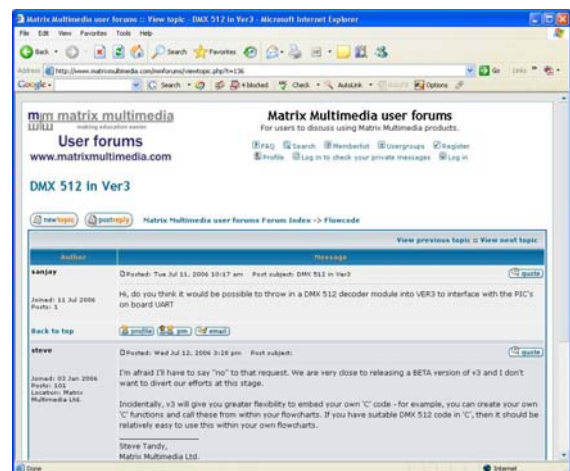 Matrix Multimedia user forums :: View topic - DMX 512 in Ver3 - Microsoft Internet Explorer
File Edit View Favorites Tools Help
Back Search Favorites
Address http://www.matrixmultimedia.com/mmforums/viewtopic.php?t=136 Go Links
Google Search blocked Check AutoLink Options
matrix multimedia
making education easier
User forums
www.matrixmultimedia.com
Matrix Multimedia user forums
For users to discuss using Matrix Multimedia products.
FAQ Search Memberlist Usergroups Register
Profile Log in to check your private messages Log in
DMX 512 in Ver3
newtopic postreply Matrix Multimedia user forums Forum Index -> Flowcode
View previous topic :: View next topic
Author Message
sanjay
Posted: Tue Jul 11, 2006 10:17 am Post subject: DMX 512 in Ver3 quote
Joined: 11 Jul 2006
Posts: 1
Hi, do you think it would be possible to throw in a DMX 512 decoder module into VER3 to interface with the PIC's
on board UART
Back to top profile pm email
steve
Posted: Wed Jul 12, 2006 3:28 pm Post subject: quote
Joined: 03 Jan 2006
Posts: 101
Location: Matrix
Multimedia Ltd.
I'm afraid I'll have to say "no" to that request. We are very close to releasing a BETA version of v3 and I don't
want to divert our efforts at this stage.
Incidentally, v3 will give you greater flexibility to embed your own 'C' code - for example, you can create your own
'C' functions and call these from within your flowcharts. If you have suitable DMX 512 code in 'C', then it should be
relatively easy to use this within your own flowcharts.
Steve Tandy,
Matrix Multimedia Ltd.
Done Internet